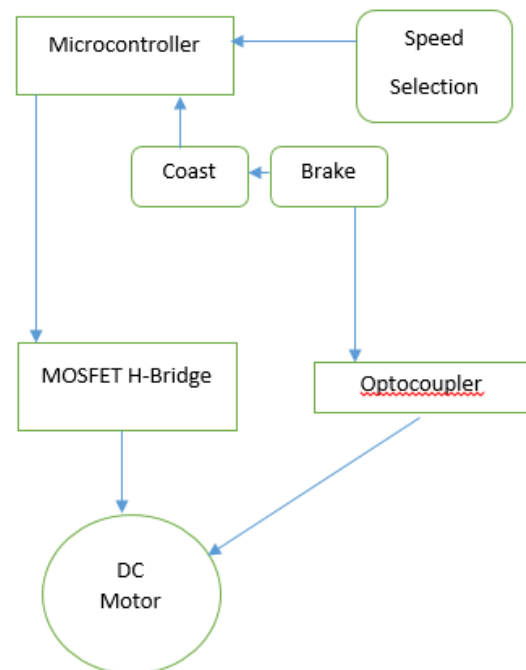 Microcontroller
Speed
Selection
Coast
Brake
MOSFET H-Bridge
Optocoupler
DC
Motor